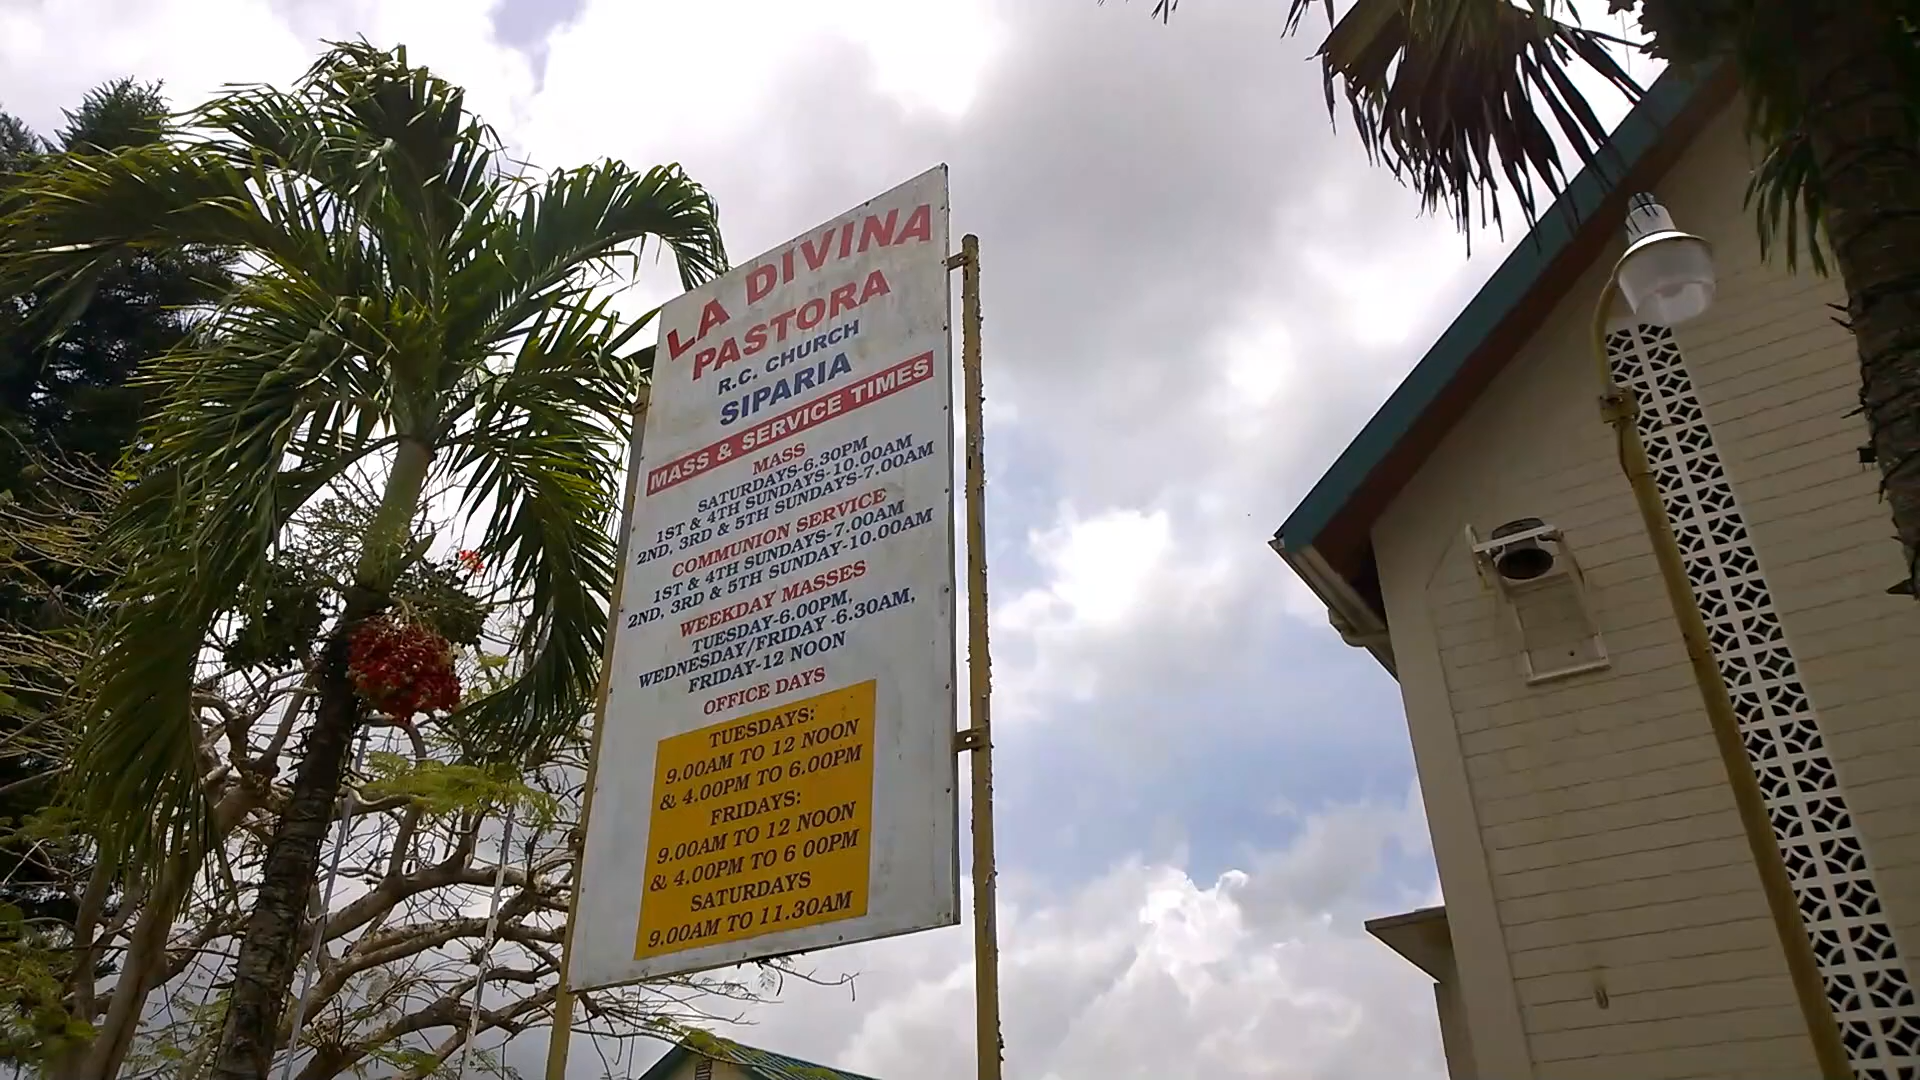 LA DIVINA
PASTORA
R.C. CHURCH
SIPARIA
MASS & SERVICE TIMES
MASS
SATURDAYS-6.30PM
1ST & 4TH SUNDAYS-10.00AM
2ND, 3RD & 5TH SUNDAYS-7.00AM
COMMUNION SERVICE
1ST & 4TH SUNDAYS-7.00AM
2ND, 3RD & 5TH SUNDAY-10.00AM
WEEKDAY MASSES
TUESDAY-6.00PM,
WEDNESDAY/FRIDAY -6.30AM,
FRIDAY-12 NOON
OFFICE DAYS
TUESDAYS:
9.00AM TO 12 NOON
& 4.00PM TO 6.00PM
FRIDAYS:
9.00AM TO 12 NOON
& 4.00PM TO 6 00PM
SATURDAYS
9.00AM TO 11.30AM